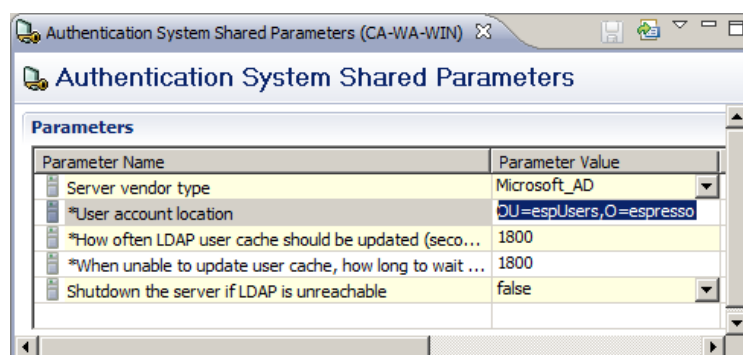 Authentication System Shared Parameters (CA-WA-WIN)
Authentication System Shared Parameters
Parameters
Parameter Name Parameter Value
Server vendor type Microsoft_AD
*User account location OU=espUsers,O=espresso
*How often LDAP user cache should be updated (seco... 1800
*When unable to update user cache, how long to wait ... 1800
Shutdown the server if LDAP is unreachable false